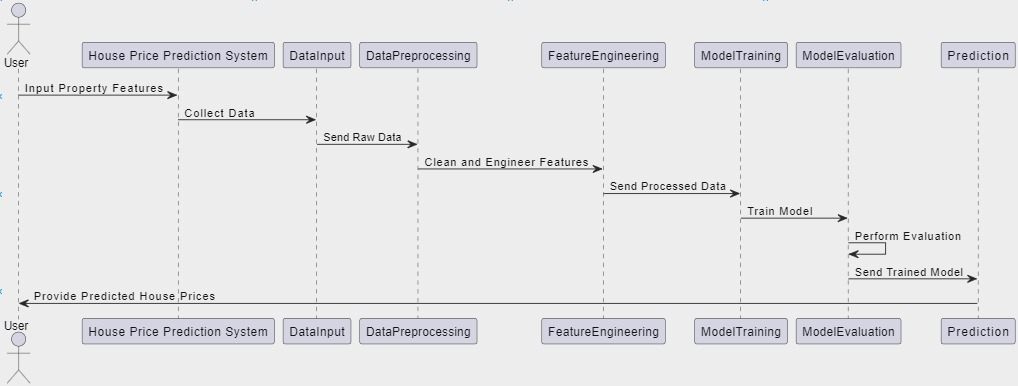 User
House Price Prediction System
DataInput
DataPreprocessing
FeatureEngineering
ModelTraining
ModelEvaluation
Prediction
Input Property Features
Collect Data
Send Raw Data
Clean and Engineer Features
Send Processed Data
Train Model
Perform Evaluation
Send Trained Model
Provide Predicted House Prices
User
House Price Prediction System
DataInput
DataPreprocessing
FeatureEngineering
ModelTraining
ModelEvaluation
Prediction